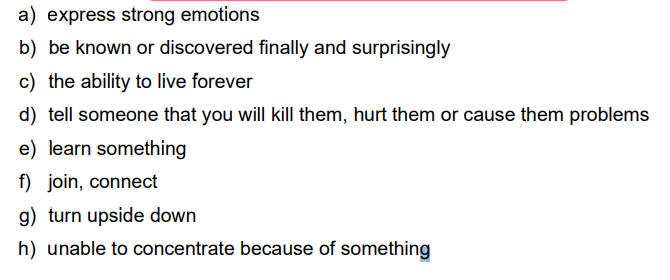 a) express strong emotions
b) be known or discovered finally and surprisingly
c) the ability to live forever
d) tell someone that you will kill them, hurt them or cause them problems
e) learn something
f) join, connect
g) turn upside down
h) unable to concentrate because of something